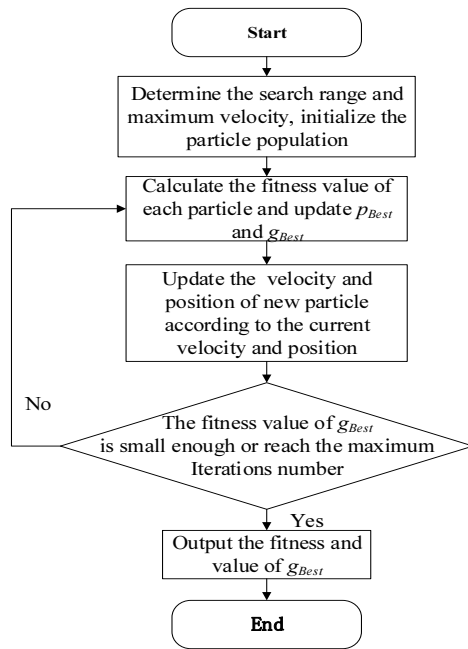 Start
Determine the search range and
maximum velocity, initialize the
particle population
Calculate the fitness value of
each particle and update pBest
and gBest
Update the velocity and
position of new particle
according to the current
velocity and position
No
The fitness value of gBest
is small enough or reach the maximum
Iterations number
Yes
Output the fitness and
value of gBest
End